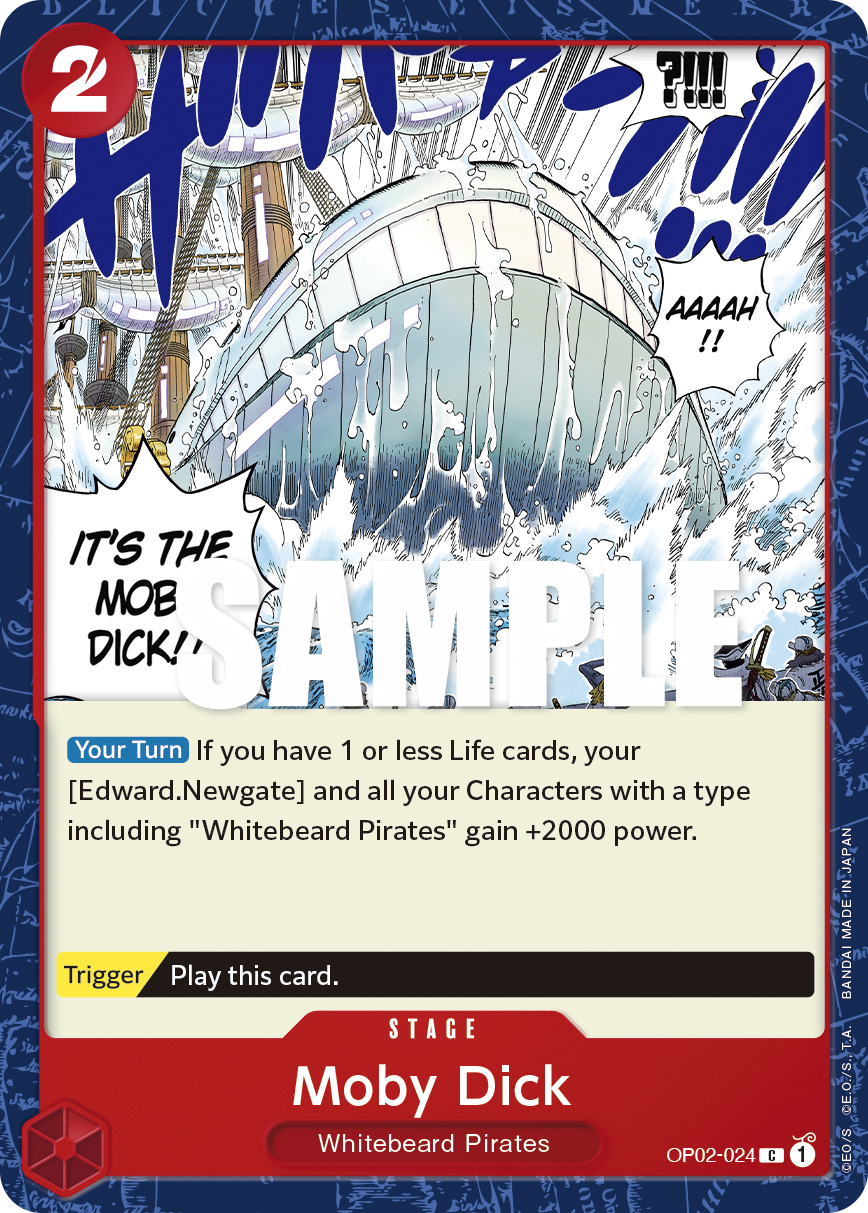 2
?!!!
AAAAH
!!
IT'S THE
MOB
DICK!!
SAMPLE
Your Turn If you have 1 or less Life cards, your
[Edward.Newgate] and all your Characters with a type
including "Whitebeard Pirates" gain +2000 power.
Trigger Play this card.
STAGE
Moby Dick
Whitebeard Pirates
OP02-024 C 1
©EO/S ©E.O./S., T.A. BANDAI MADE IN JAPAN